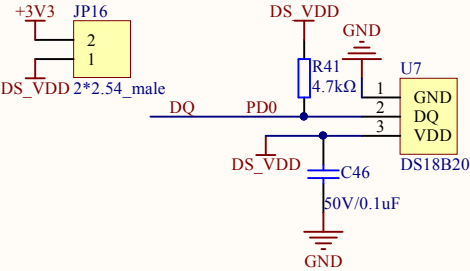 +3V3
JP16
2
1
DS_VDD
2*2.54_male
DS_VDD
GND
R41
4.7kΩ
U7
DQ
PD0
1
GND
2
DQ
3
VDD
DS_VDD
DS18B20
C46
50V/0.1uF
GND